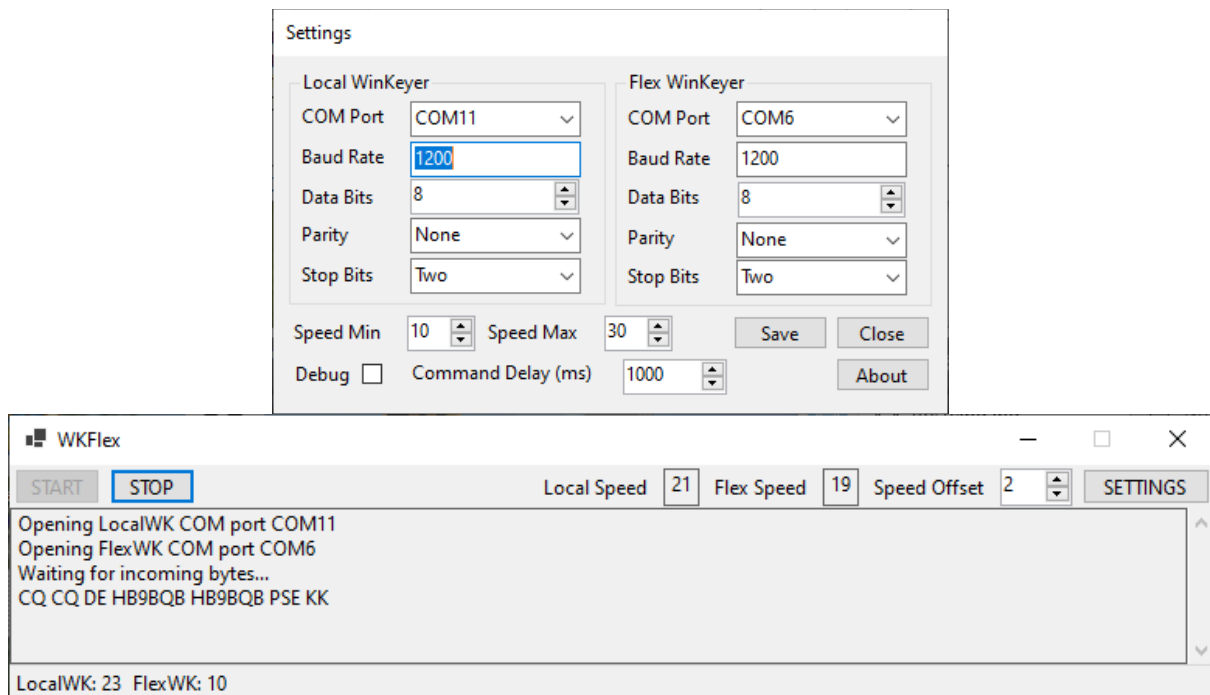 Settings
Local WinKeyer Flex WinKeyer
COM Port COM11 COM Port COM6
Baud Rate 1200 Baud Rate 1200
Data Bits 8 Data Bits 8
Parity None Parity None
Stop Bits Two Stop Bits Two
Speed Min 10 Speed Max 30 Save Close
Debug Command Delay (ms) 1000 About
WKFlex
START STOP Local Speed 21 Flex Speed 19 Speed Offset 2 SETTINGS
Opening LocalWK COM port COM11
Opening FlexWK COM port COM6
Waiting for incoming bytes...
CQ CQ DE HB9BQB HB9BQB PSE KK
LocalWK: 23 FlexWK: 10